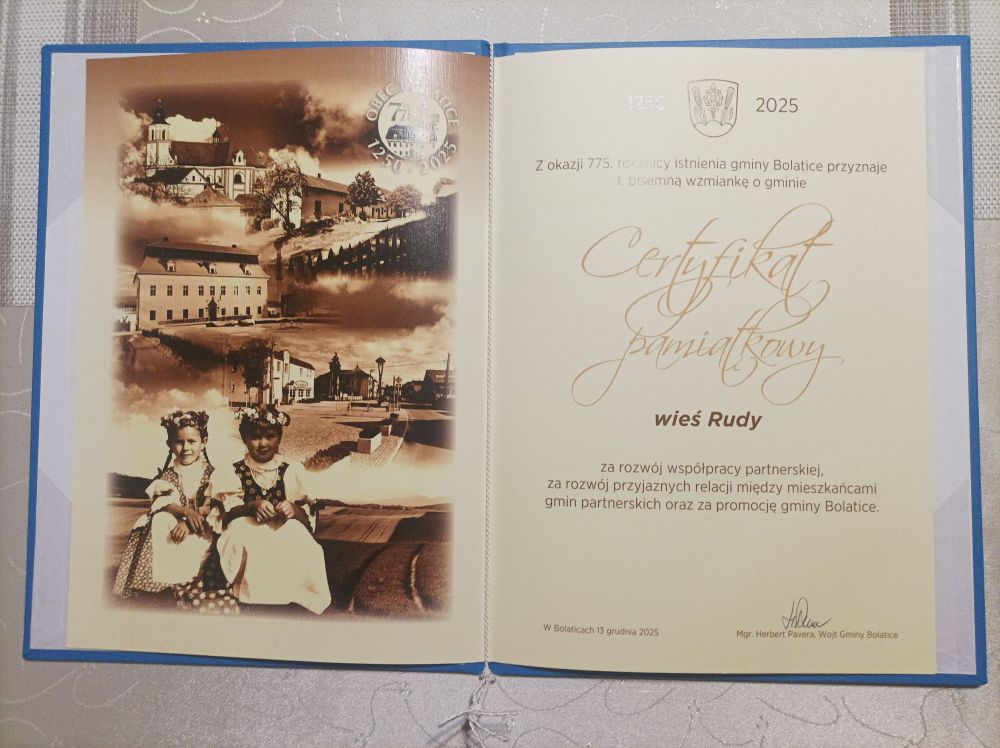 OBEC BOLATICE
775
1250 - 2025
1250 2025
Z okazji 775. rocznicy istnienia gminy Bolatice przyznaje
1. pisemną wzmiankę o gminie
Certyfikat
pamiątkowy
wieś Rudy
za rozwój współpracy partnerskiej,
za rozwój przyjaznych relacji między mieszkańcami
gmin partnerskich oraz za promocję gminy Bolatice.
W Bolaticach 13 grudnia 2025
Mgr. Herbert Pavera, Wojt Gminy Bolatice